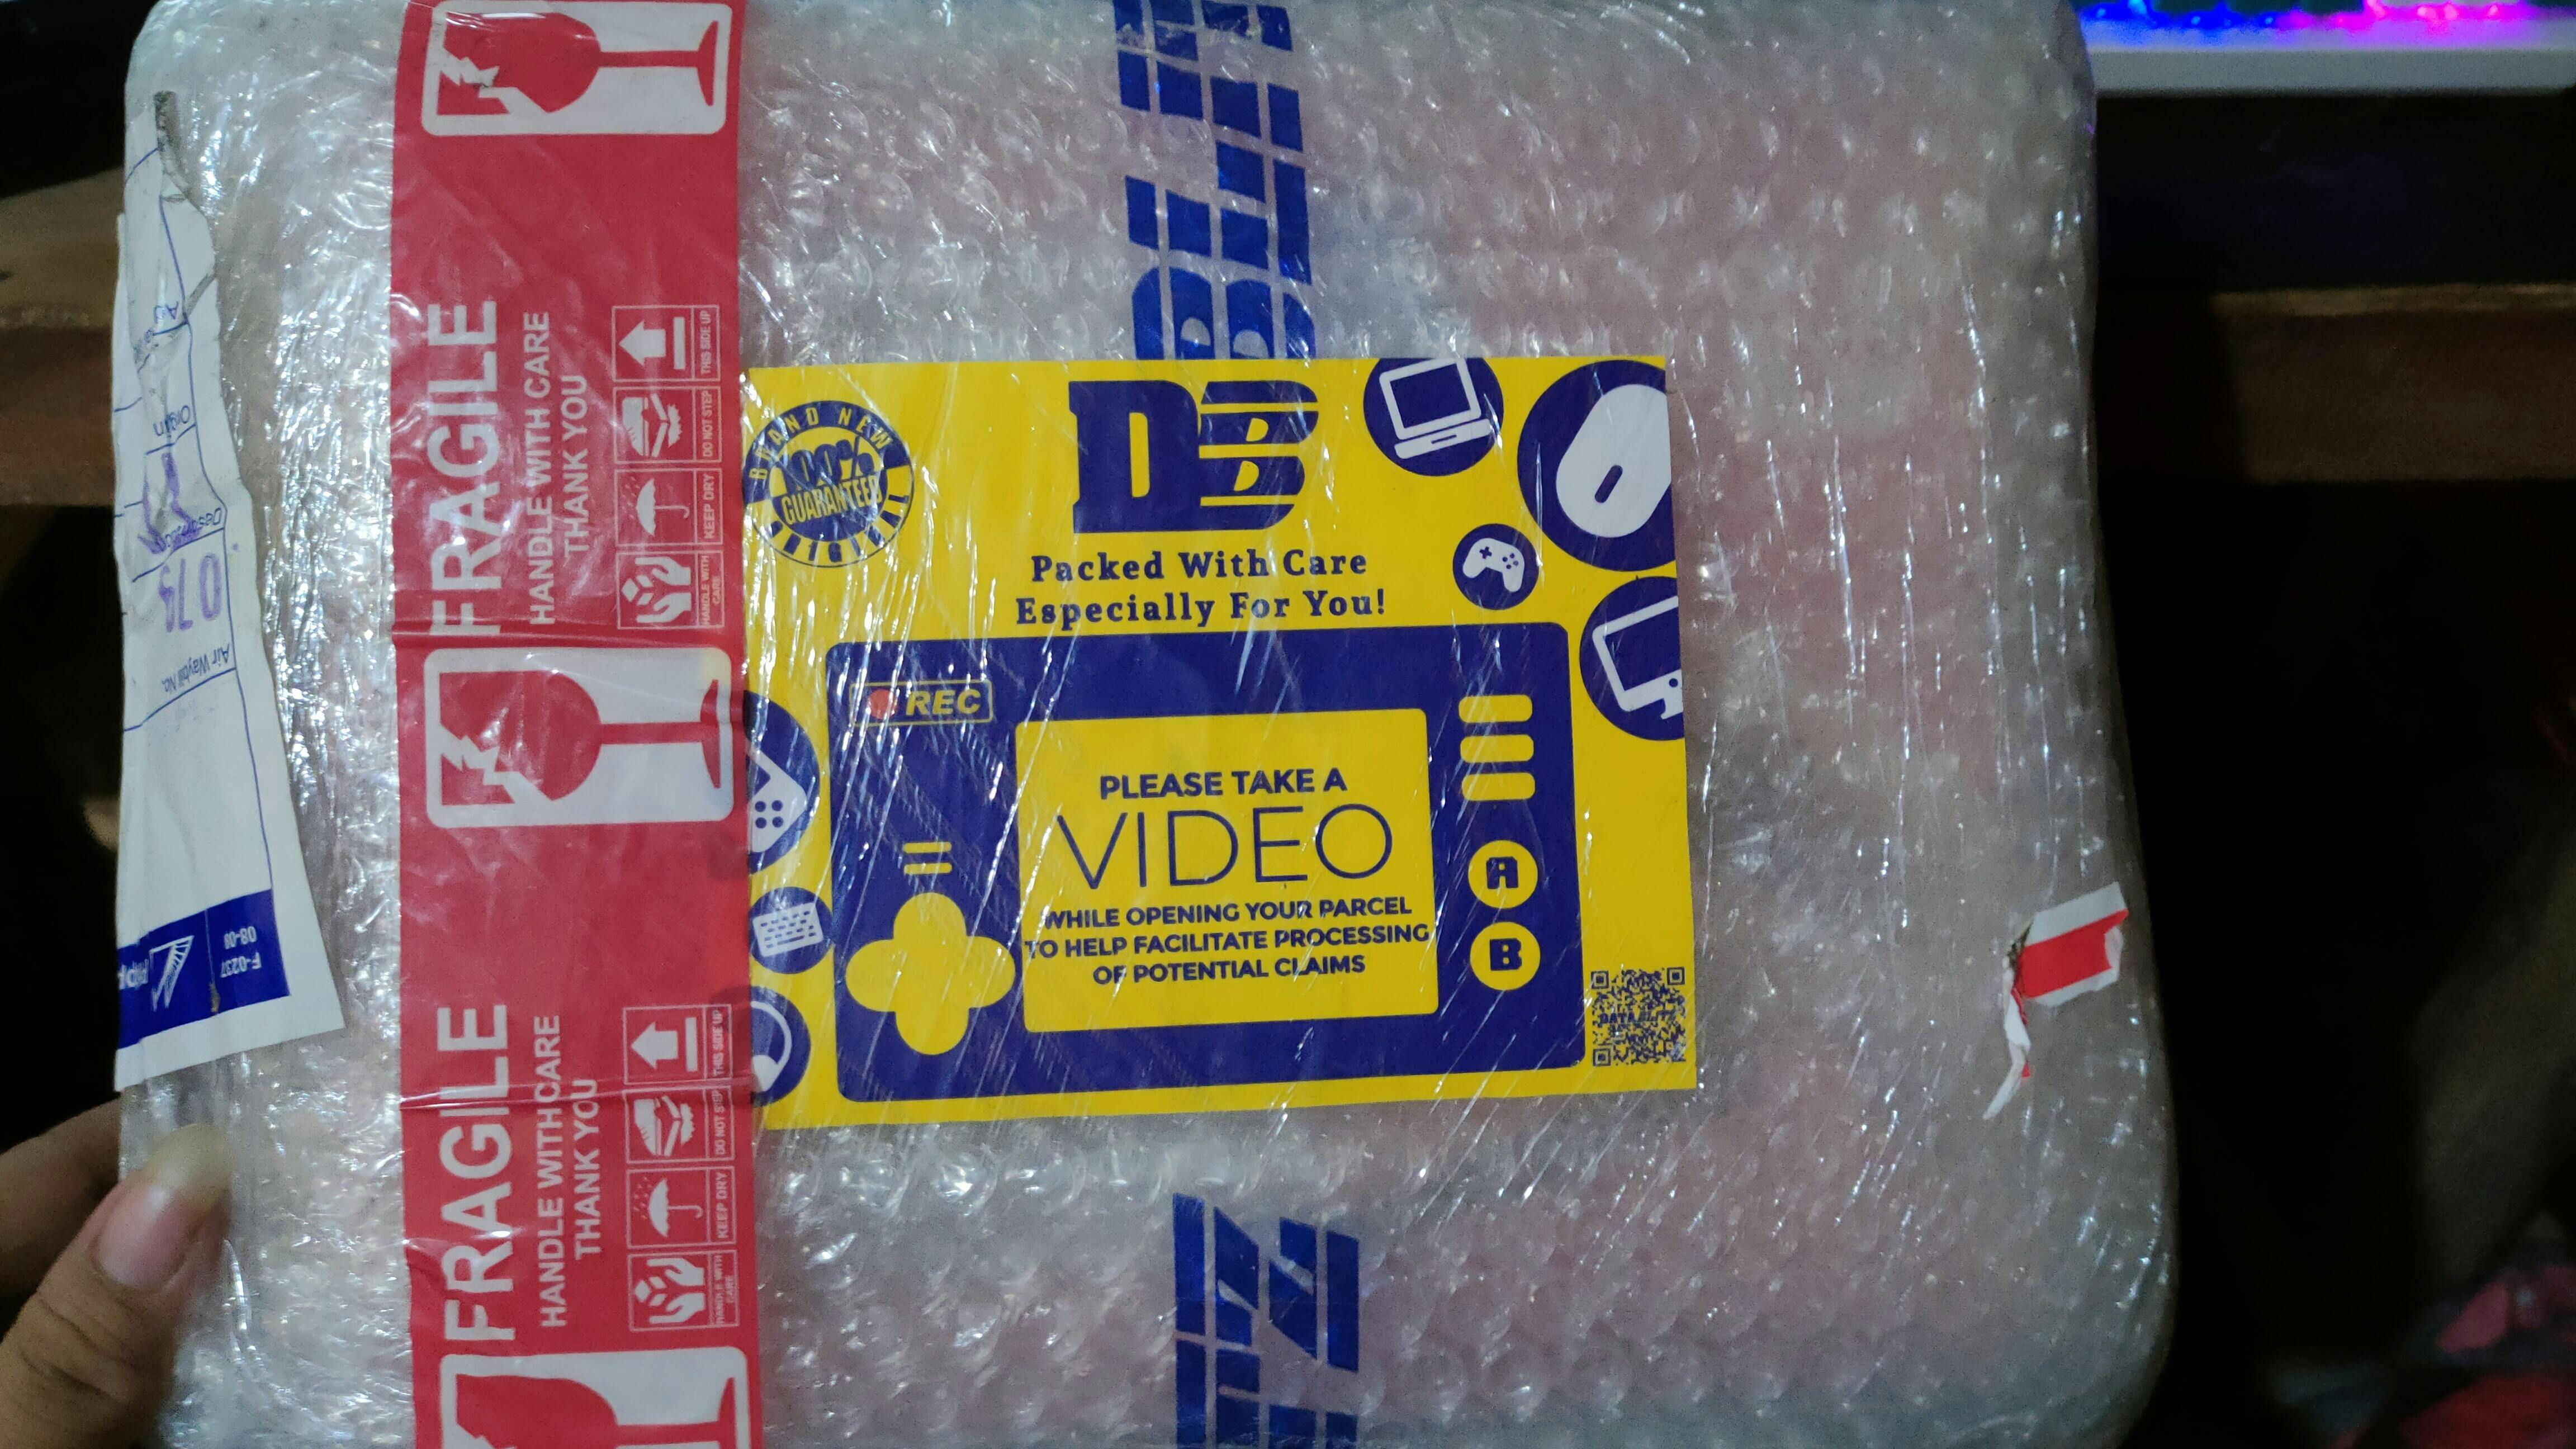 FRAGILE
HANDLE WITH CARE
THANK YOU
THIS SIDE UP
DO NOT STEP
KEEP DRY
HANDLE WITH
CARE
FRAGILE
HANDLE WITH CARE
THANK YOU
THIS SIDE UP
DO NOT STEP
KEEP DRY
HANDLE WITH
CARE
BRAND NEW
100%
GUARANTEED
ORIGINAL
DB
Packed With Care
Especially For You!
REC
PLEASE TAKE A
VIDEO
WHILE OPENING YOUR PARCEL
TO HELP FACILITATE PROCESSING
OF POTENTIAL CLAIMS
A
B
Origin
074
Air Waybill No.
F-0237
08-08